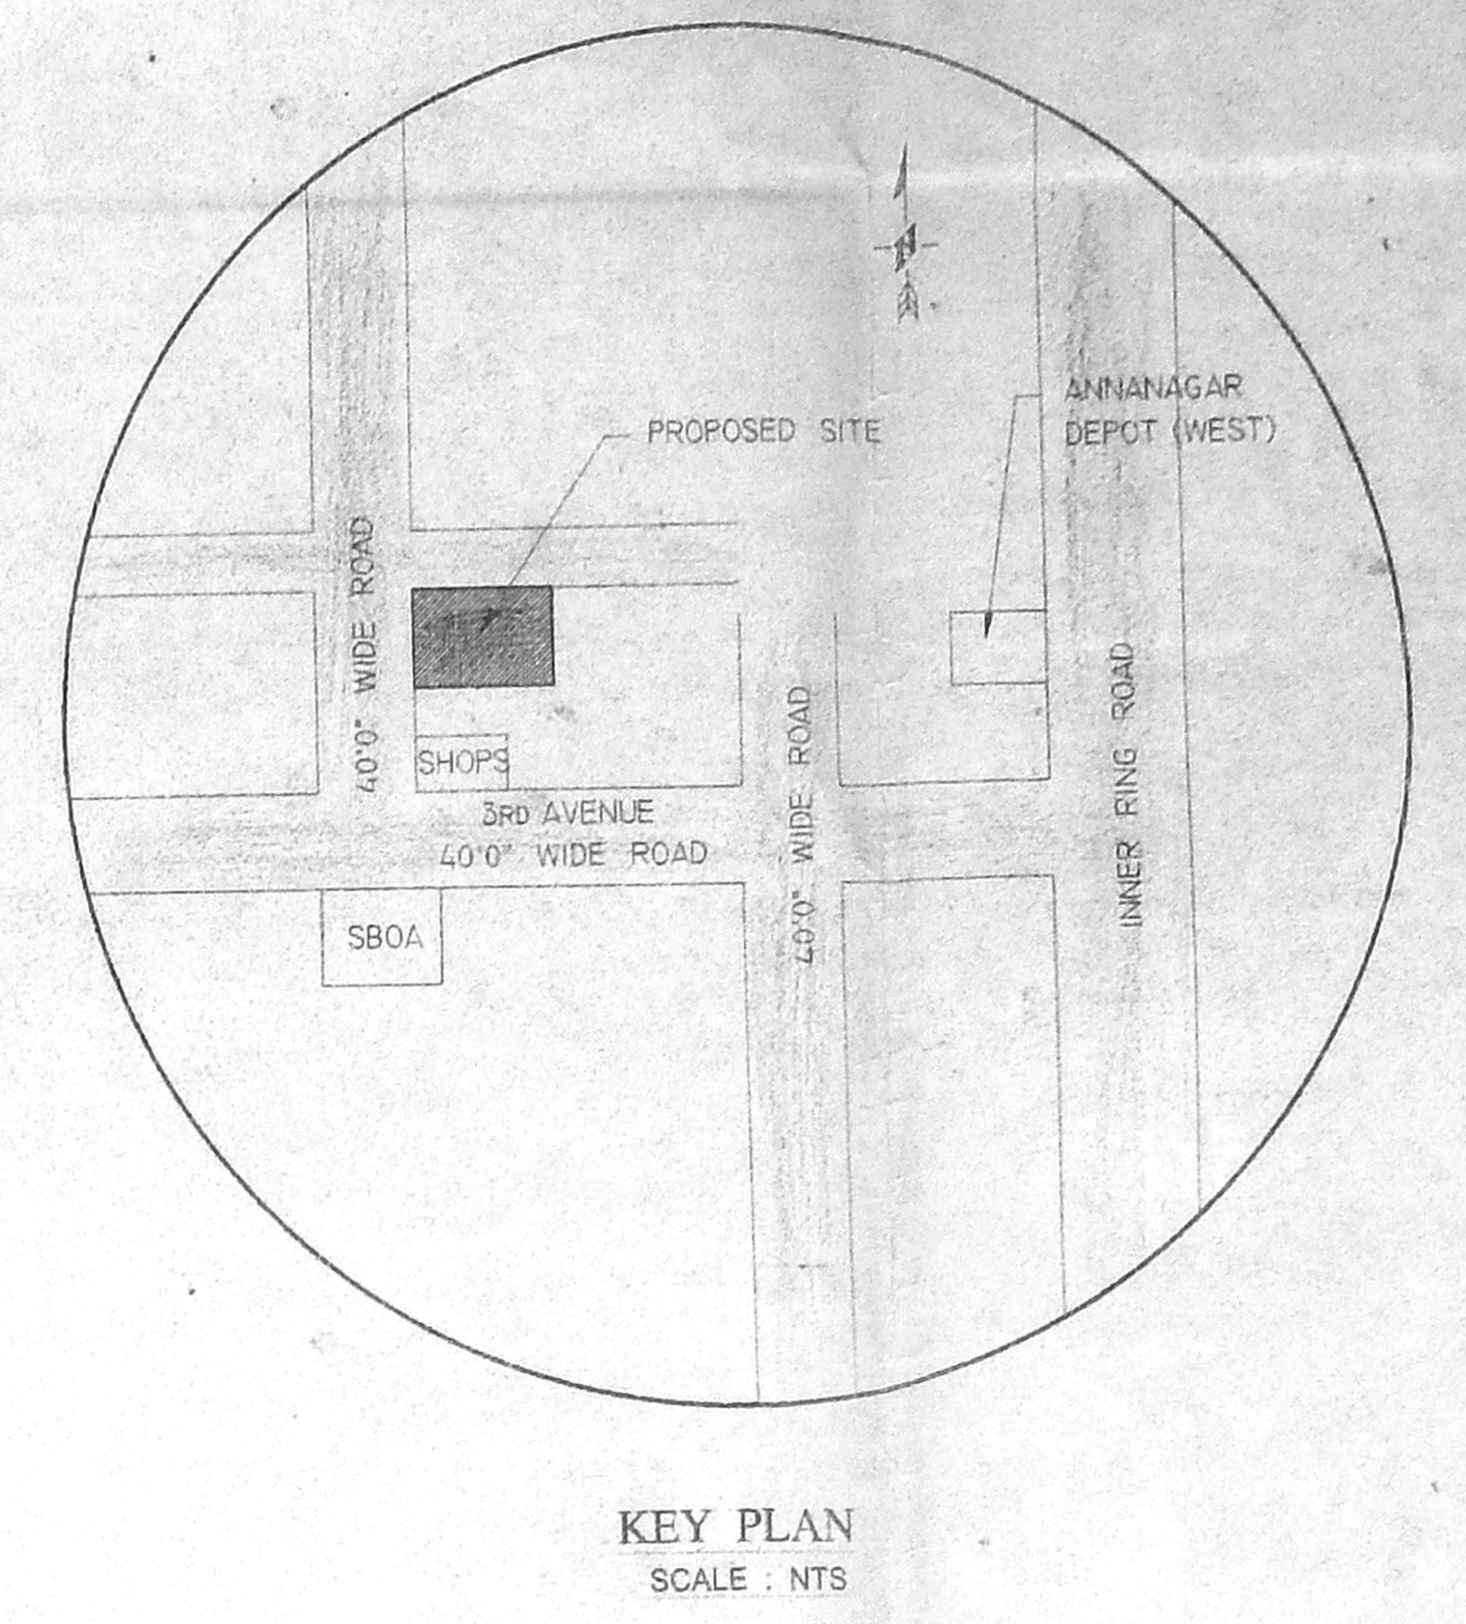 N
ANNANAGAR
DEPOT (WEST)
PROPOSED SITE
40'0" WIDE ROAD
SHOPS
3RD AVENUE
40'0" WIDE ROAD
40'0" WIDE ROAD
INNER RING ROAD
SBOA
KEY PLAN
SCALE : NTS